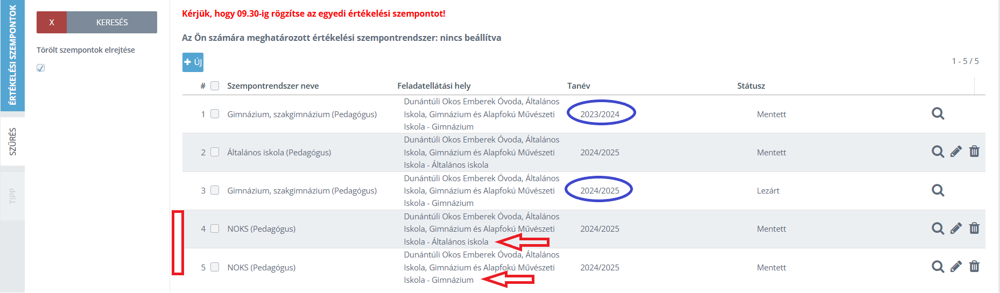 ÉRTÉKELÉSI SZEMPONTOK
SZŰRÉS
TIPP
X KERESÉS
Törölt szempontok elrejtése
Kérjük, hogy 09.30-ig rögzítse az egyedi értékelési szempontot!
Az Ön számára meghatározott értékelési szempontrendszer: nincs beállítva
+ ÚJ
1 - 5 / 5
# Szempontrendszer neve Feladatellátási hely Tanév Státusz
Dunántúli Okos Emberek Óvoda, Általános
1 Gimnázium, szakgimnázium (Pedagógus) Iskola, Gimnázium és Alapfokú Művészeti 2023/2024 Mentett
Iskola - Gimnázium
Dunántúli Okos Emberek Óvoda, Általános
2 Általános iskola (Pedagógus) Iskola, Gimnázium és Alapfokú Művészeti 2024/2025 Mentett
Iskola - Általános iskola
Dunántúli Okos Emberek Óvoda, Általános
3 Gimnázium, szakgimnázium (Pedagógus) Iskola, Gimnázium és Alapfokú Művészeti 2024/2025 Lezárt
Iskola - Gimnázium
Dunántúli Okos Emberek Óvoda, Általános
4 NOKS (Pedagógus) Iskola, Gimnázium és Alapfokú Művészeti 2024/2025 Mentett
Iskola - Általános iskola
Dunántúli Okos Emberek Óvoda, Általános
5 NOKS (Pedagógus) Iskola, Gimnázium és Alapfokú Művészeti 2024/2025 Mentett
Iskola - Gimnázium